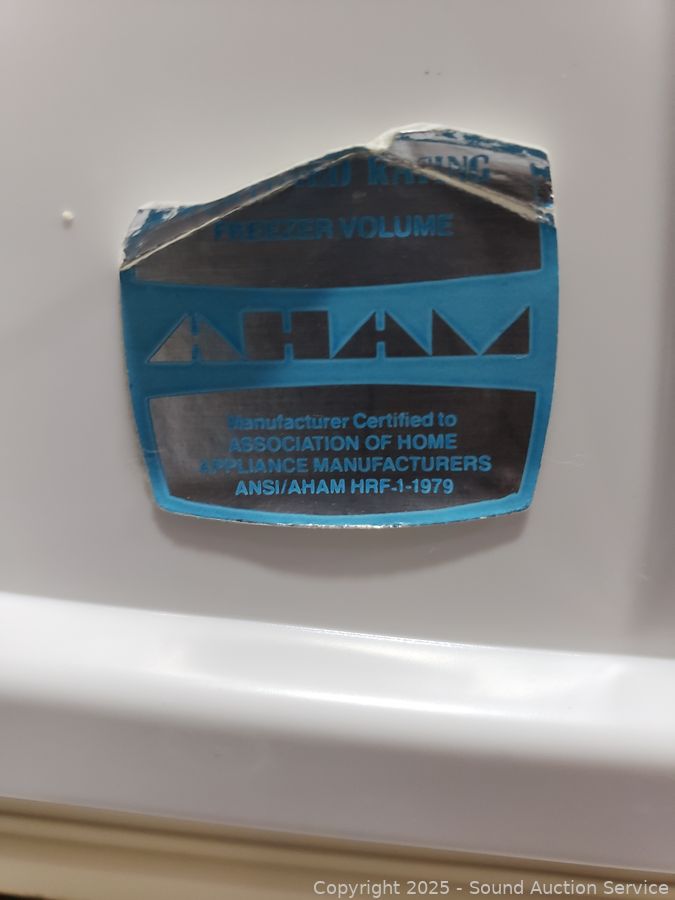 RATING
FREEZER VOLUME
AHAM
Manufacturer Certified to
ASSOCIATION OF HOME
APPLIANCE MANUFACTURERS
ANSI/AHAM HRF-1-1979
Copyright 2025 - Sound Auction Service